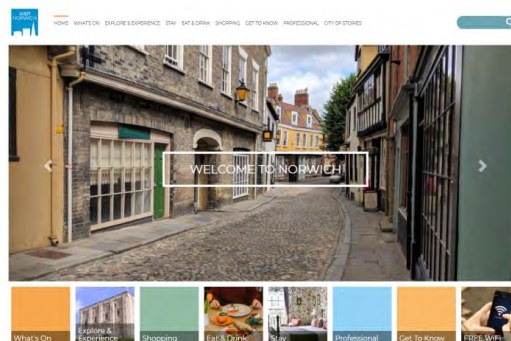 VISIT
NORWICH
HOME WHAT'S ON EXPLORE & EXPERIENCE STAY EAT & DRINK SHOPPING GET TO KNOW PROFESSIONAL CITY OF STORIES
WELCOME TO NORWICH
What's On
Explore &
Experience
Shopping
Eat & Drink
Stay
Professional
Get To Know
FREE WiFi